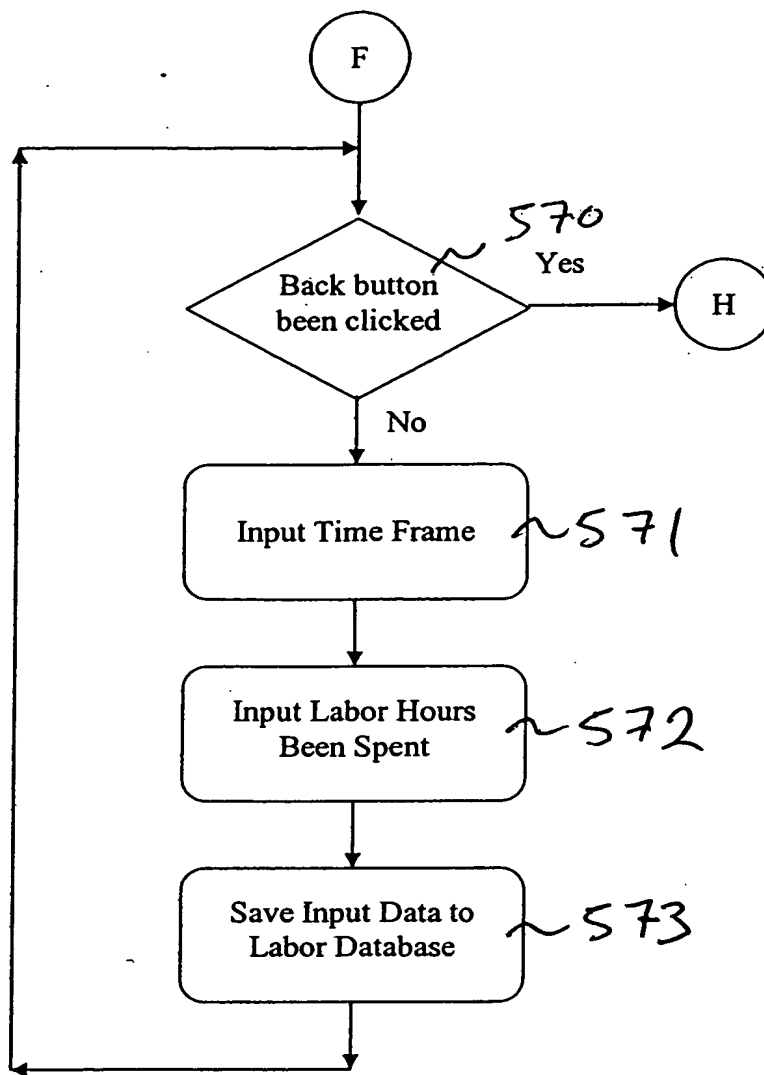 F
570
Yes
Back button
been clicked
H
No
Input Time Frame
571
Input Labor Hours
Been Spent
572
Save Input Data to
Labor Database
573